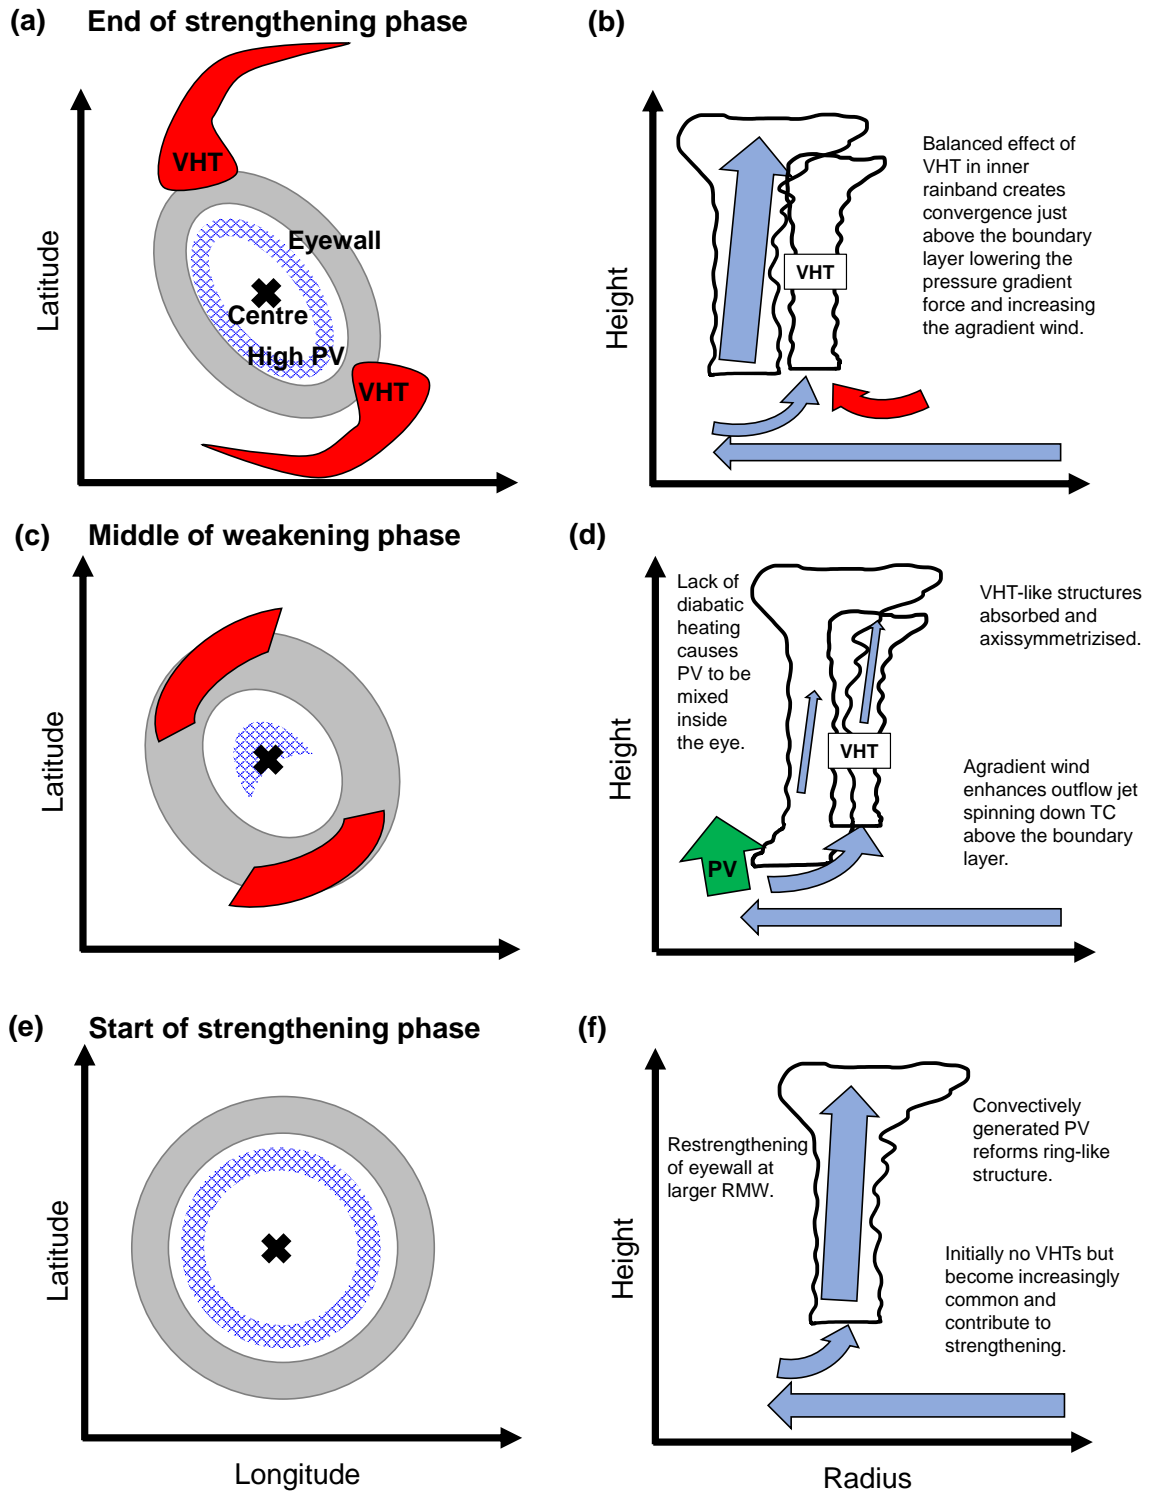 (a) End of strengthening phase
Latitude
VHT
Eyewall
Centre
High PV
VHT
(b)
Height
VHT
Balanced effect of
VHT in inner
rainband creates
convergence just
above the boundary
layer lowering the
pressure gradient
force and increasing
the agradient wind.
(c) Middle of weakening phase
Latitude
(d)
Height
Lack of
diabatic
heating
causes
PV to be
mixed
inside
the eye.
VHT
PV
VHT-like structures
absorbed and
axissymmetrizised.
Agradient wind
enhances outflow jet
spinning down TC
above the boundary
layer.
(e) Start of strengthening phase
Latitude
Longitude
(f)
Height
Restrengthening
of eyewall at
larger RMW.
Convectively
generated PV
reforms ring-like
structure.
Initially no VHTs but
become increasingly
common and
contribute to
strengthening.
Radius